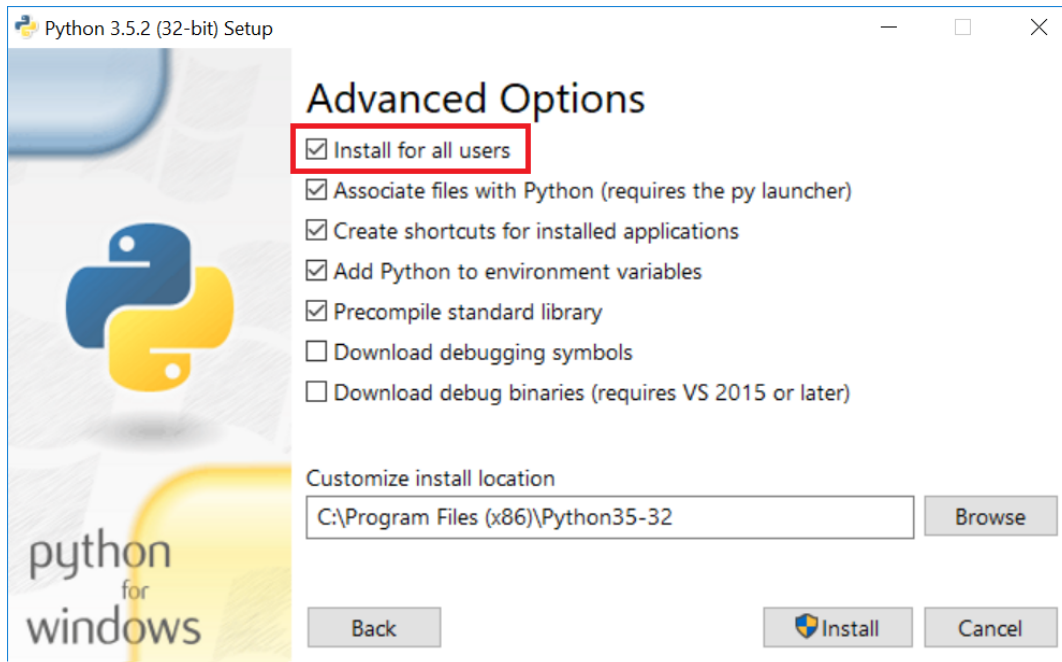 Python 3.5.2 (32-bit) Setup
Advanced Options
Install for all users
Associate files with Python (requires the py launcher)
Create shortcuts for installed applications
Add Python to environment variables
Precompile standard library
Download debugging symbols
Download debug binaries (requires VS 2015 or later)
Customize install location
C:\Program Files (x86)\Python35-32
Browse
python
for
windows
Back
Install
Cancel